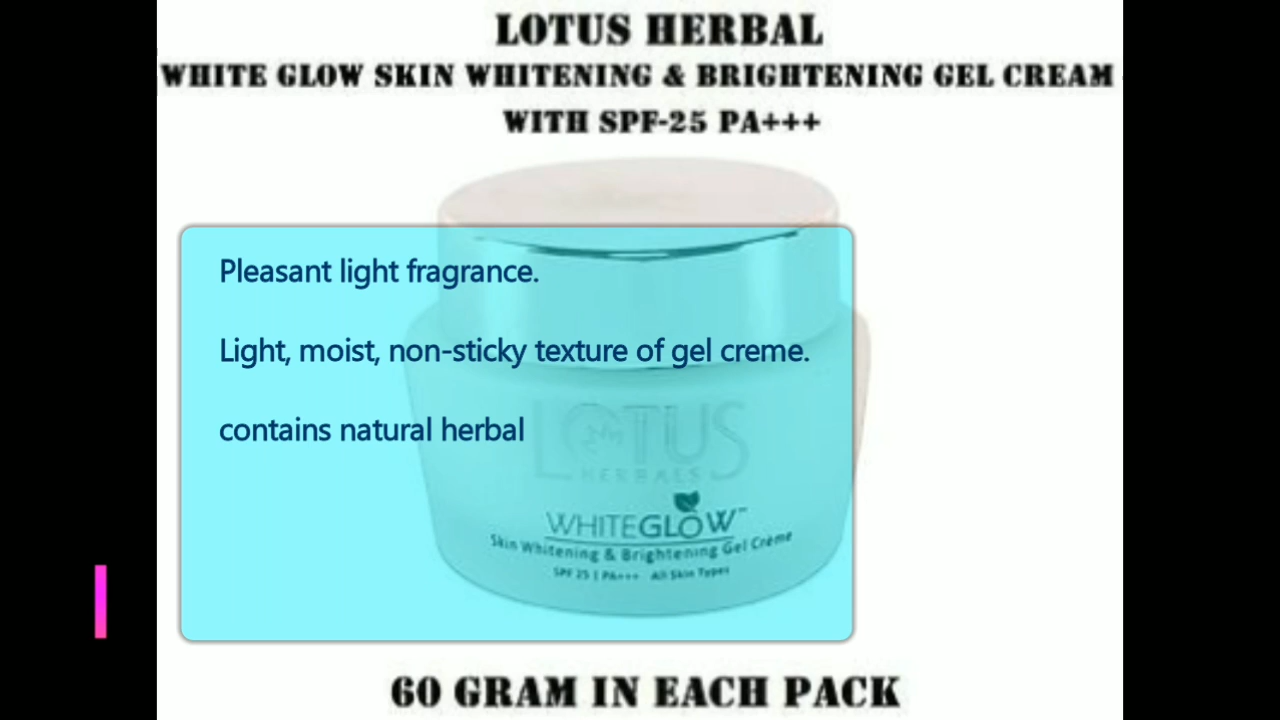 LOTUS HERBAL
WHITE GLOW SKIN WHITENING & BRIGHTENING GEL CREAM
WITH SPF-25 PA+++
Pleasant light fragrance.
Light, moist, non-sticky texture of gel creme.
contains natural herbal
LOTUS
HERBALS
WHITEGLOW™
Skin Whitening & Brightening Gel Crème
SPF 25 | PA+++ All Skin Types
60 GRAM IN EACH PACK